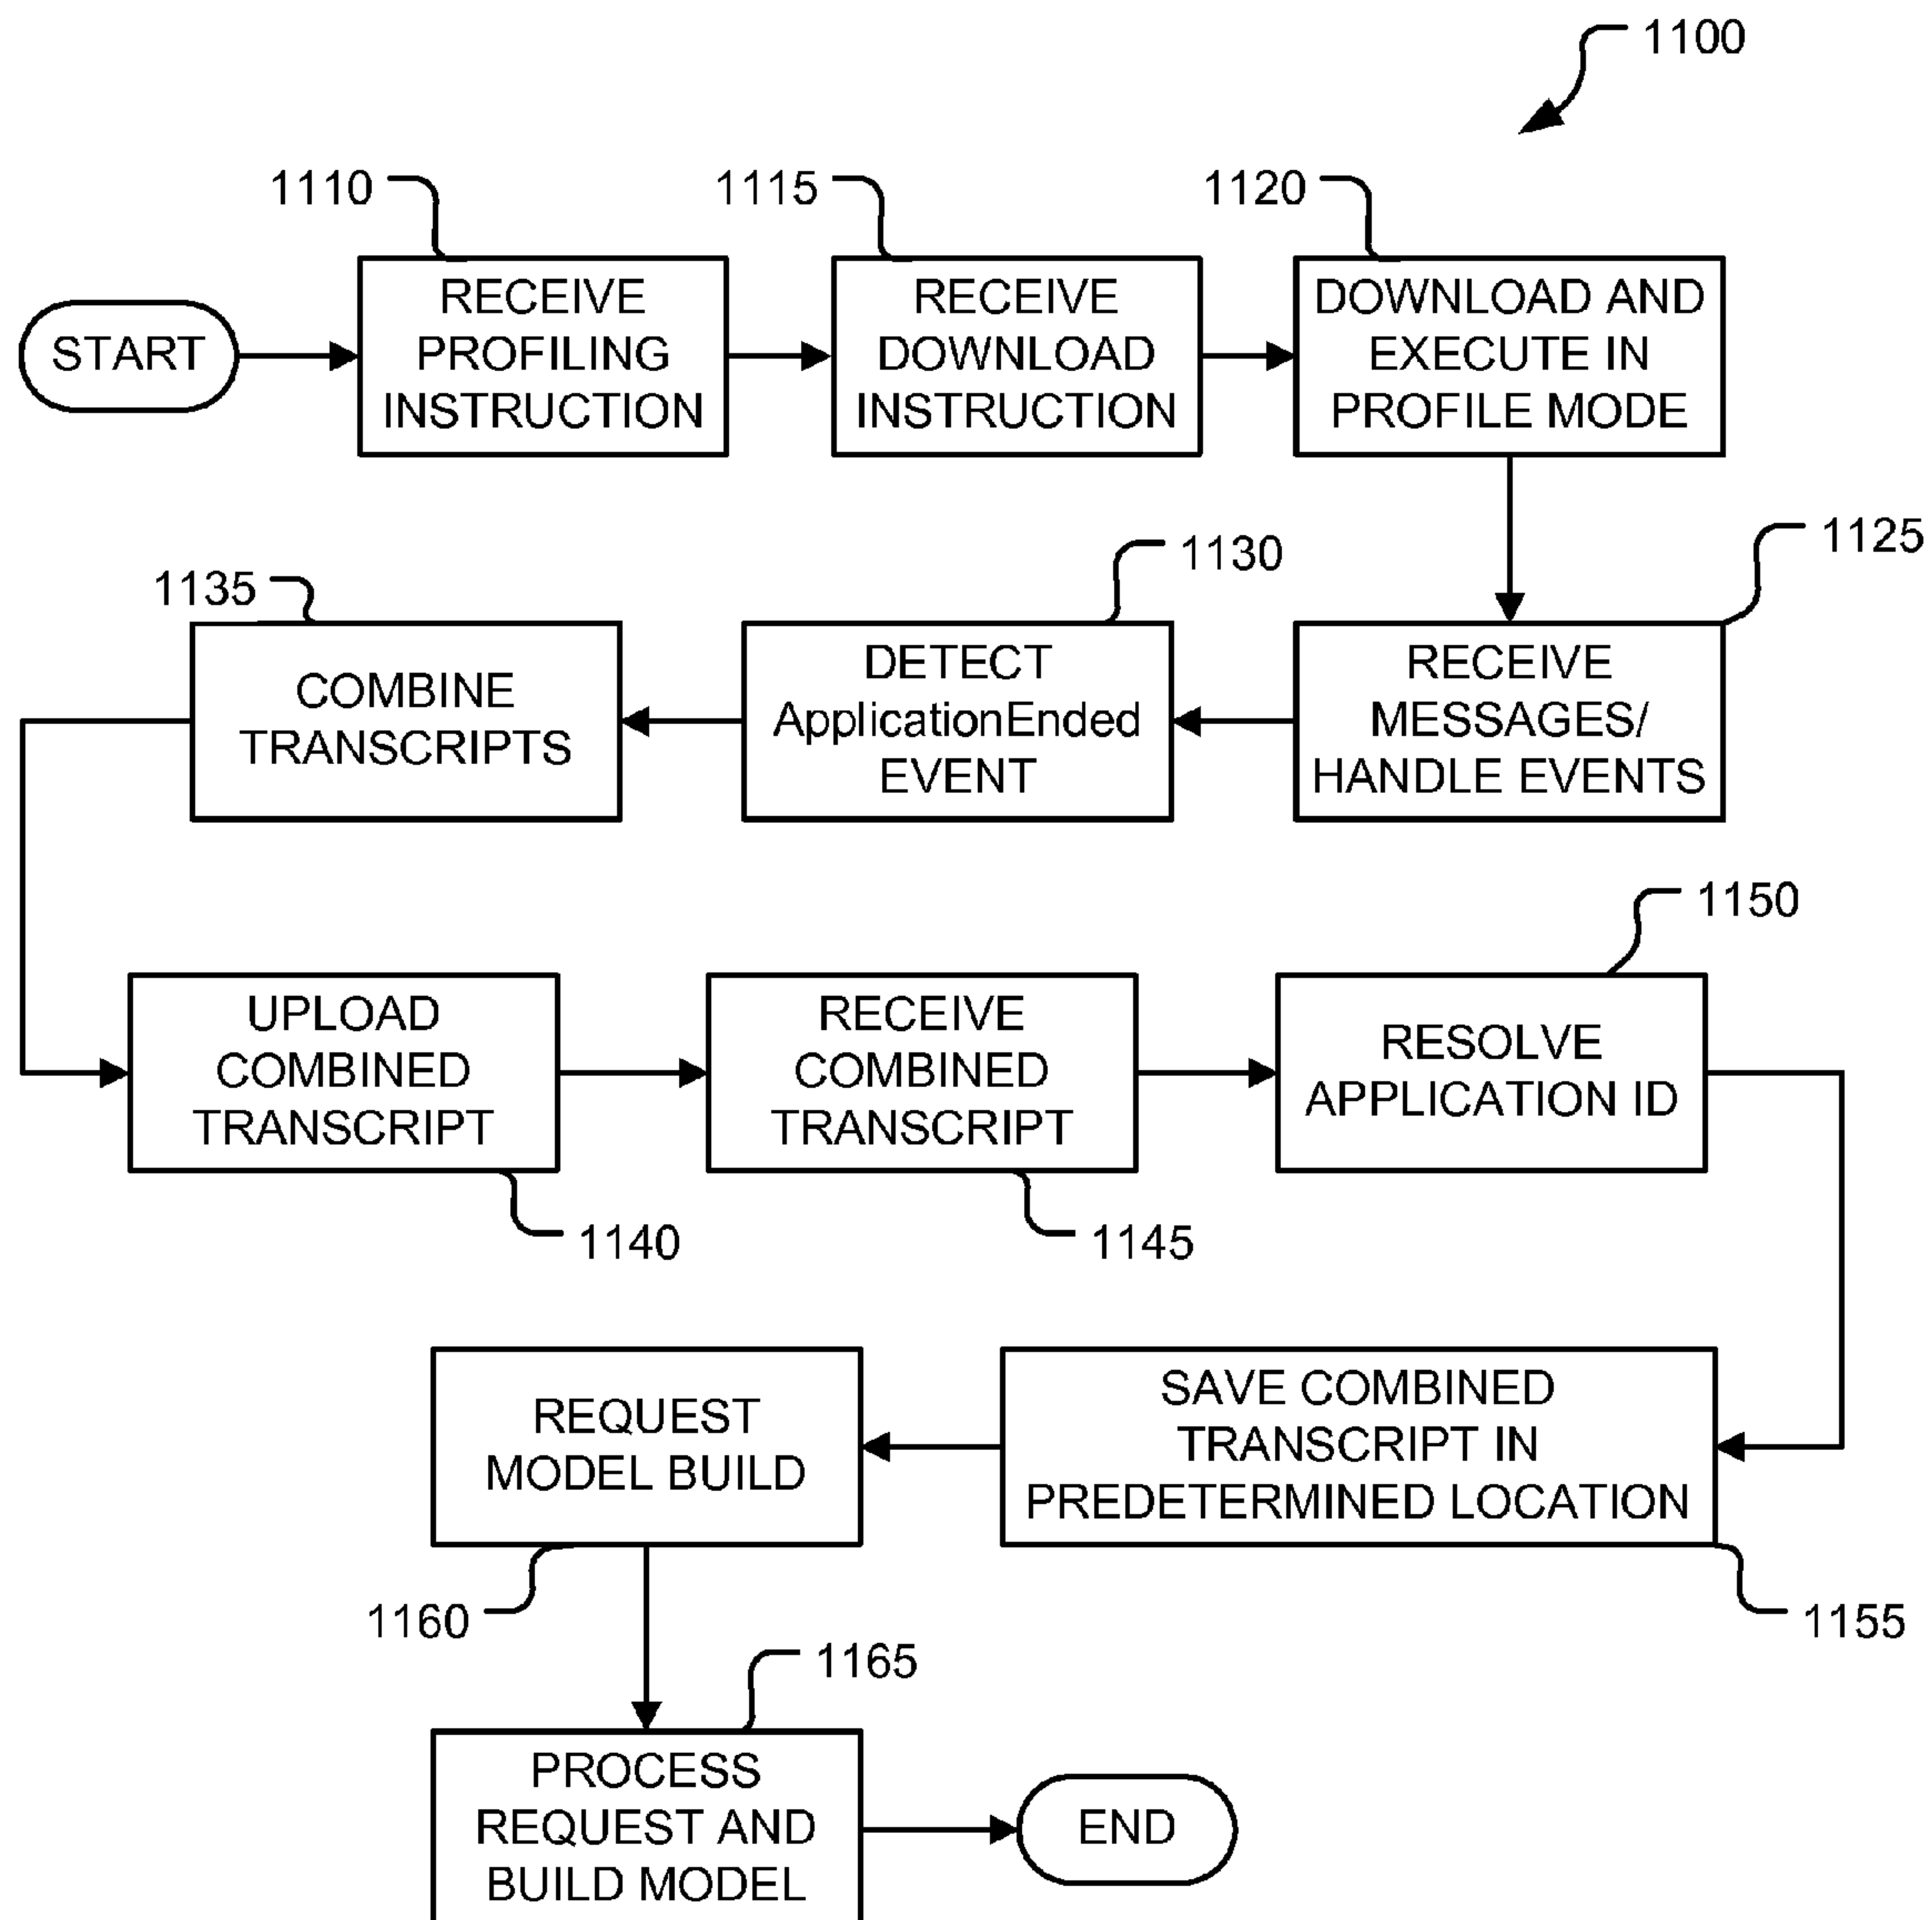 1100
1110
1115
1120
START
RECEIVE
PROFILING
INSTRUCTION
RECEIVE
DOWNLOAD
INSTRUCTION
DOWNLOAD AND
EXECUTE IN
PROFILE MODE
1125
1130
1135
COMBINE
TRANSCRIPTS
DETECT
ApplicationEnded
EVENT
RECEIVE
MESSAGES/
HANDLE EVENTS
1150
UPLOAD
COMBINED
TRANSCRIPT
RECEIVE
COMBINED
TRANSCRIPT
RESOLVE
APPLICATION ID
1140
1145
REQUEST
MODEL BUILD
SAVE COMBINED
TRANSCRIPT IN
PREDETERMINED LOCATION
1160
1155
1165
PROCESS
REQUEST AND
BUILD MODEL
END